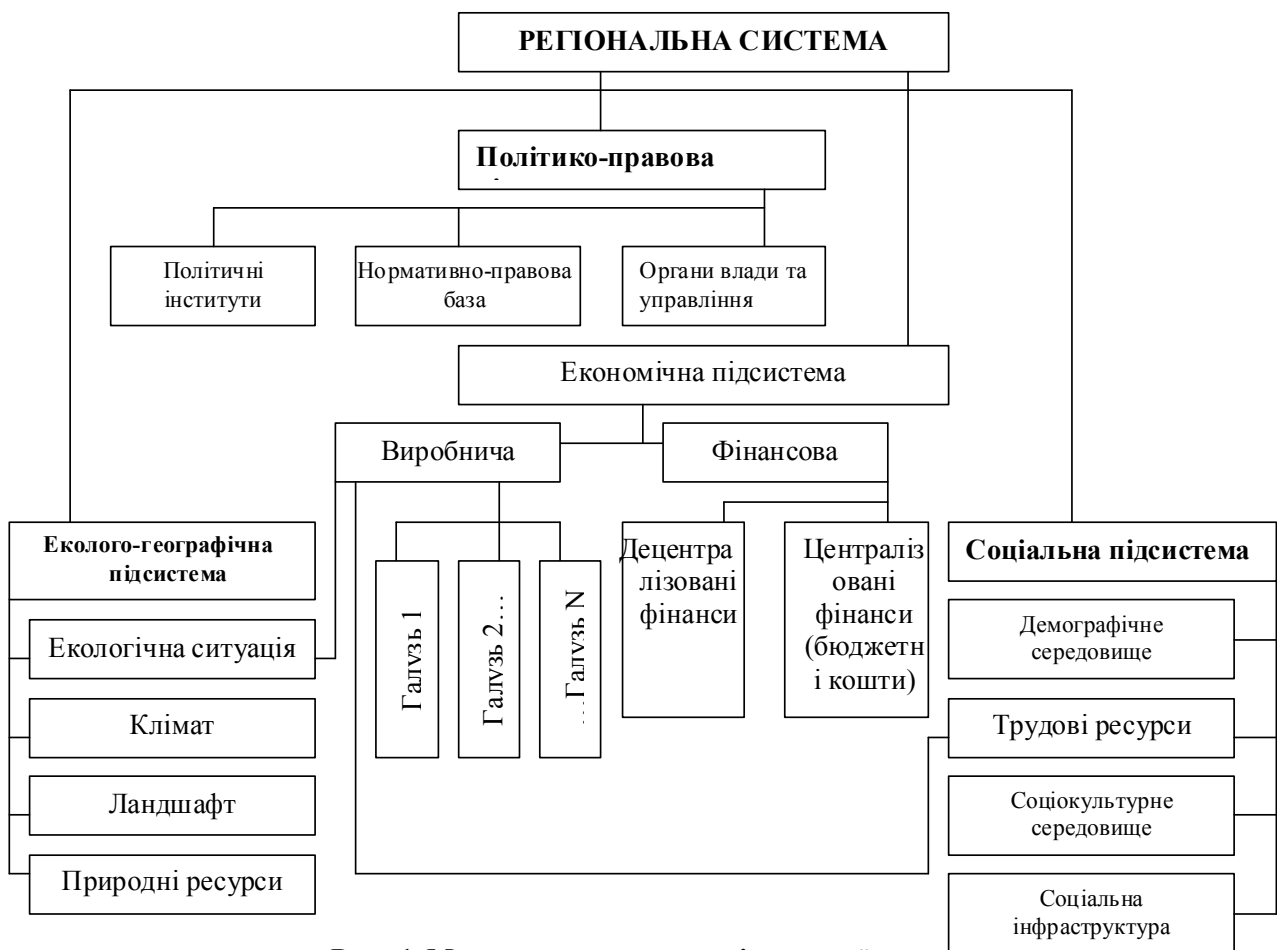 РЕГІОНАЛЬНА СИСТЕМА
Політико-правова
Політичні
інститути
Нормативно-правова
база
Органи влади та
управління
Економічна підсистема
Виробнича
Фінансова
Еколого-географічна
підсистема
Екологічна ситуація
Клімат
Ландшафт
Природні ресурси
Галузь 1
Галузь 2…
…Галузь N
Децентра
лізовані
фінанси
Централіз
овані
фінанси
(бюджетн
і кошти)
Соціальна підсистема
Демографічне
середовище
Трудові ресурси
Соціокультурне
середовище
Соціальна
інфраструктура